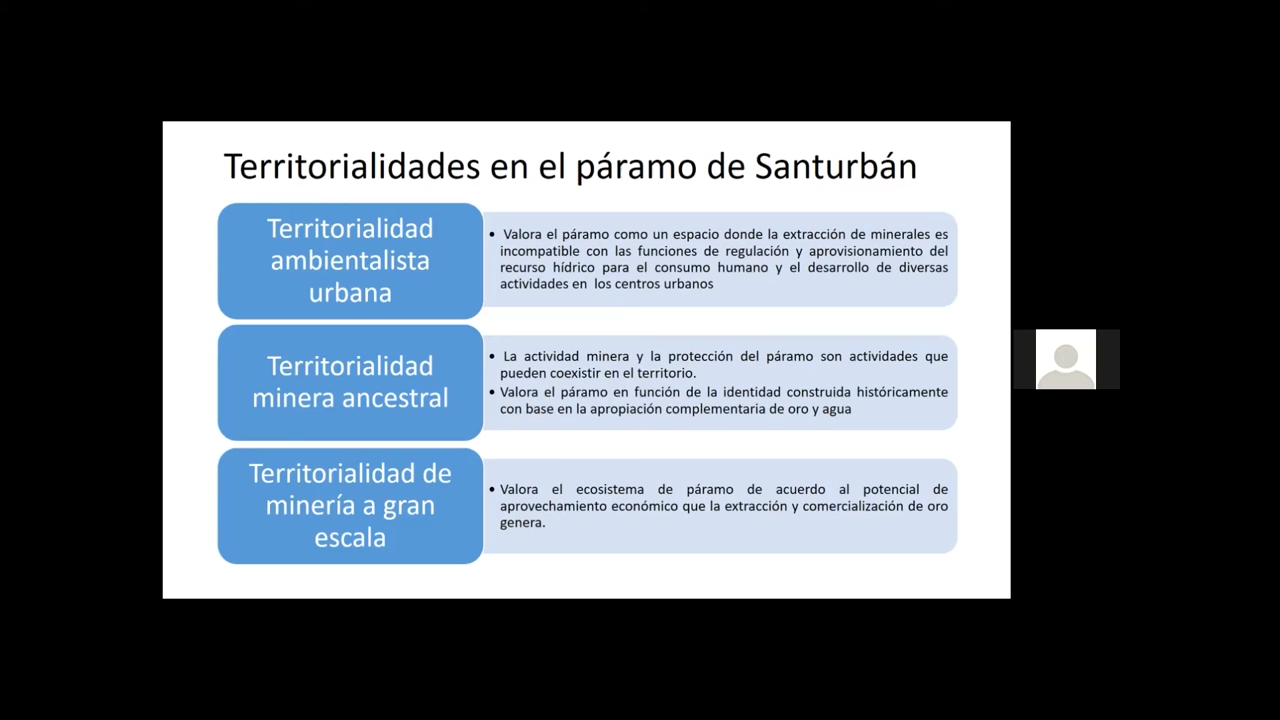 Territorialidades en el páramo de Santurbán
Territorialidad
ambientalista
urbana
• Valora el páramo como un espacio donde la extracción de minerales es
incompatible con las funciones de regulación y aprovisionamiento del
recurso hídrico para el consumo humano y el desarrollo de diversas
actividades en los centros urbanos
Territorialidad
minera ancestral
• La actividad minera y la protección del páramo son actividades que
pueden coexistir en el territorio.
• Valora el páramo en función de la identidad construida históricamente
con base en la apropiación complementaria de oro y agua
Territorialidad de
minería a gran
escala
• Valora el ecosistema de páramo de acuerdo al potencial de
aprovechamiento económico que la extracción y comercialización de oro
genera.